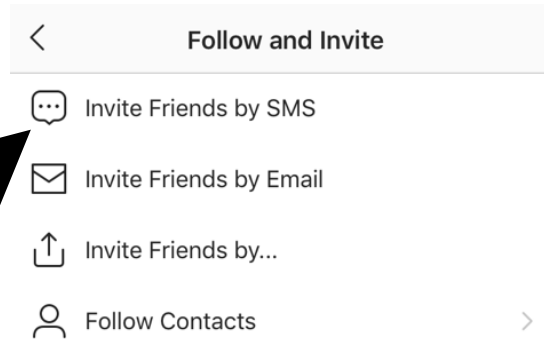 Follow and Invite
Invite Friends by SMS
Invite Friends by Email
Invite Friends by...
Follow Contacts